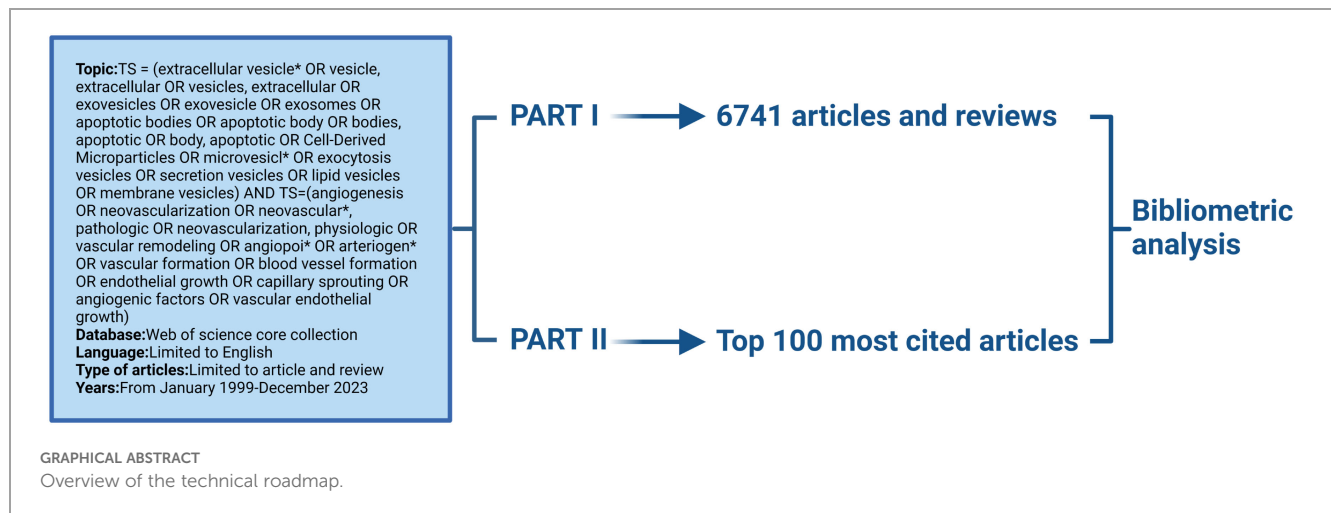 Topic:TS = (extracellular vesicle* OR vesicle,
extracellular OR vesicles, extracellular OR
exovesicles OR exovesicle OR exosomes OR
apoptotic bodies OR apoptotic body OR bodies,
apoptotic OR body, apoptotic OR Cell-Derived
Microparticles OR microvesicl* OR exocytosis
vesicles OR secretion vesicles OR lipid vesicles
OR membrane vesicles) AND TS=(angiogenesis
OR neovascularization OR neovascular*,
pathologic OR neovascularization, physiologic OR
vascular remodeling OR angiopoi* OR arteriogen*
OR vascular formation OR blood vessel formation
OR endothelial growth OR capillary sprouting OR
angiogenic factors OR vascular endothelial
growth)
Database:Web of science core collection
Language:Limited to English
Type of articles:Limited to article and review
Years:From January 1999-December 2023
PART I
6741 articles and reviews
PART II
Top 100 most cited articles
Bibliometric
analysis
GRAPHICAL ABSTRACT
Overview of the technical roadmap.